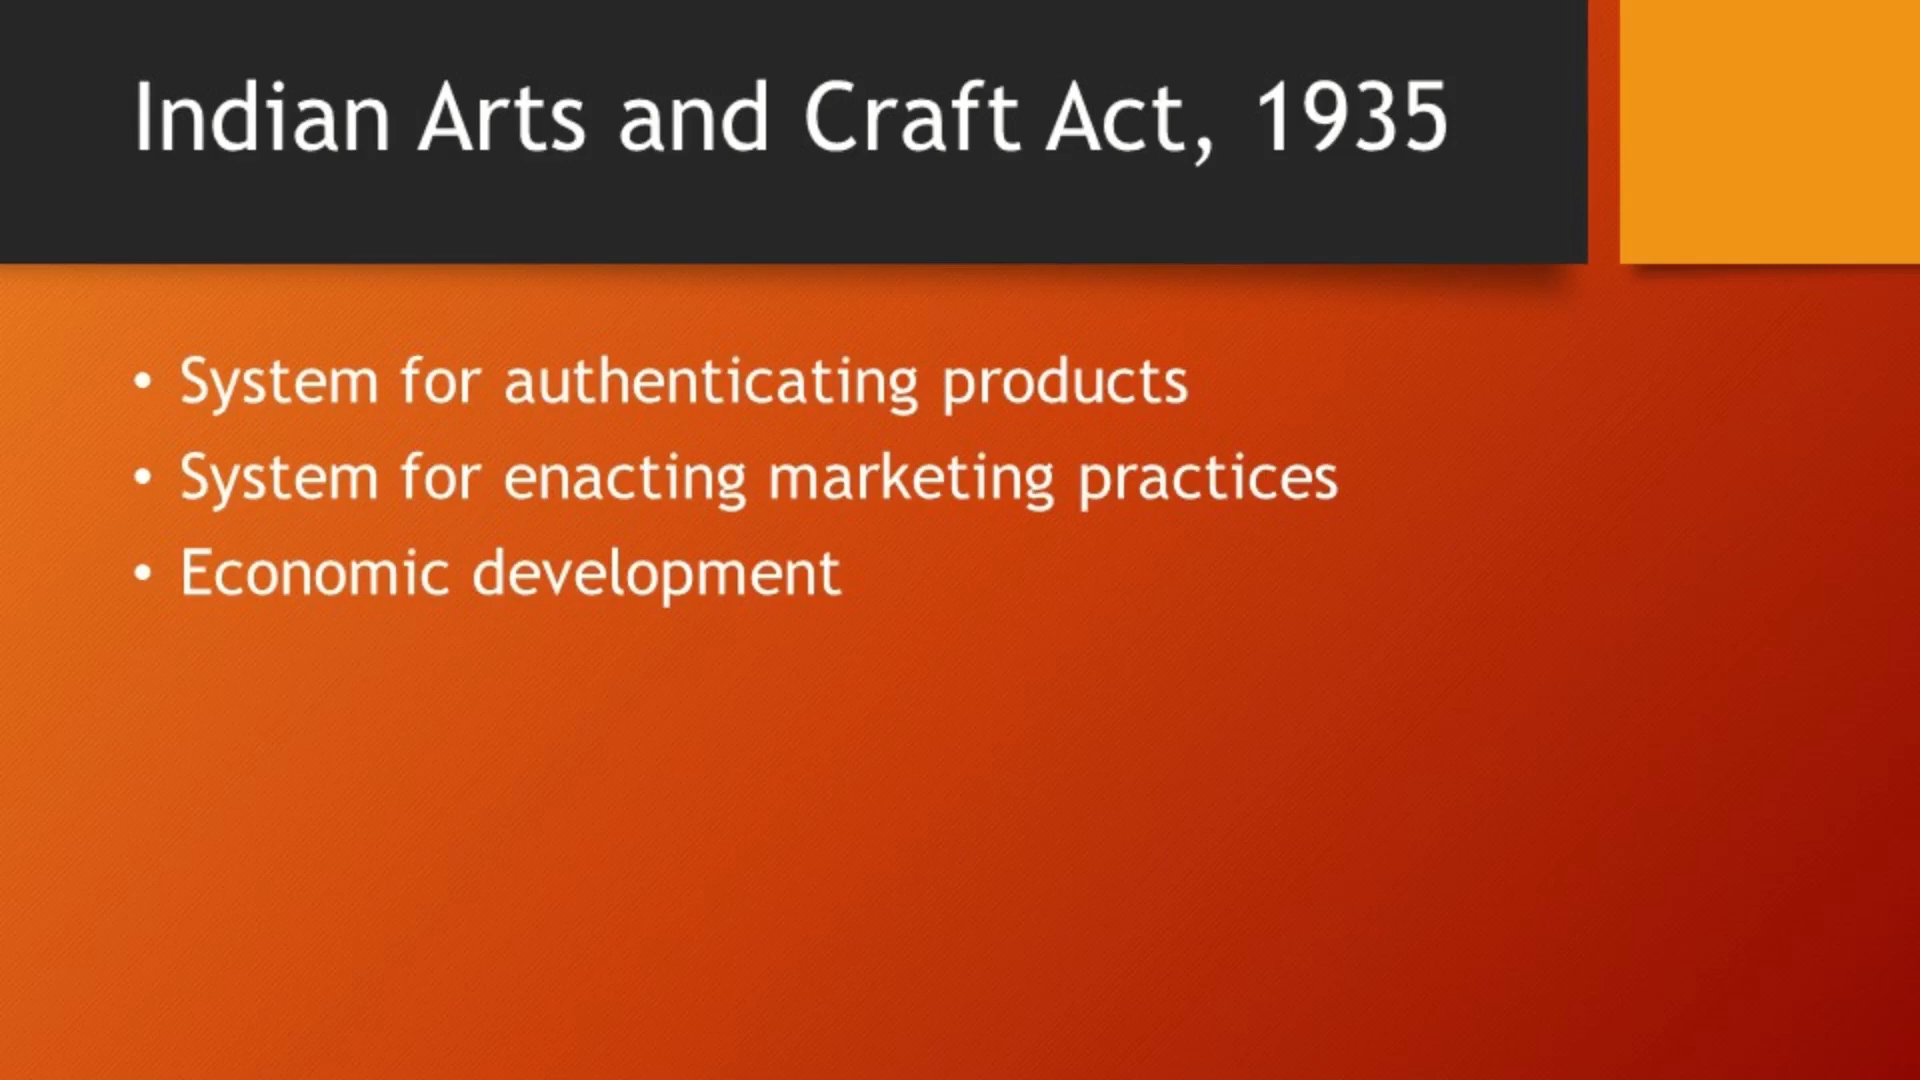 Indian Arts and Craft Act, 1935
• System for authenticating products
• System for enacting marketing practices
• Economic development